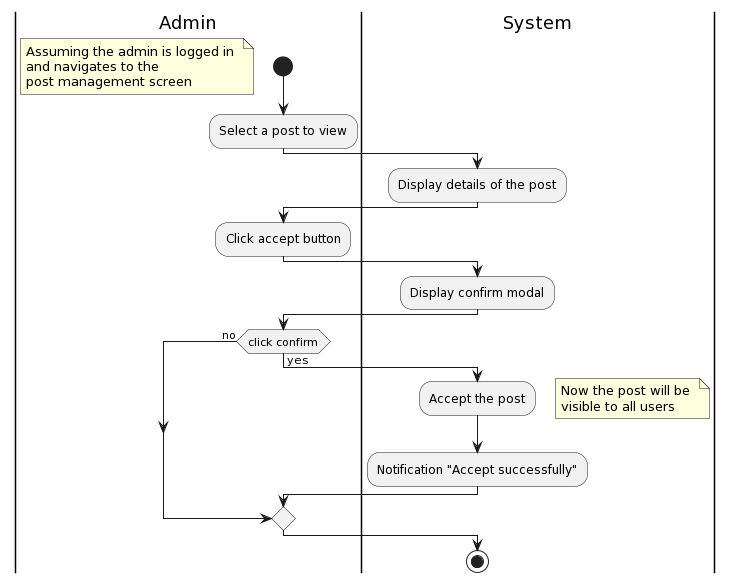 Admin
System
Assuming the admin is logged in
and navigates to the
post management screen
Select a post to view
Display details of the post
Click accept button
Display confirm modal
no
click confirm
yes
Accept the post
Now the post will be
visible to all users
Notification "Accept successfully"